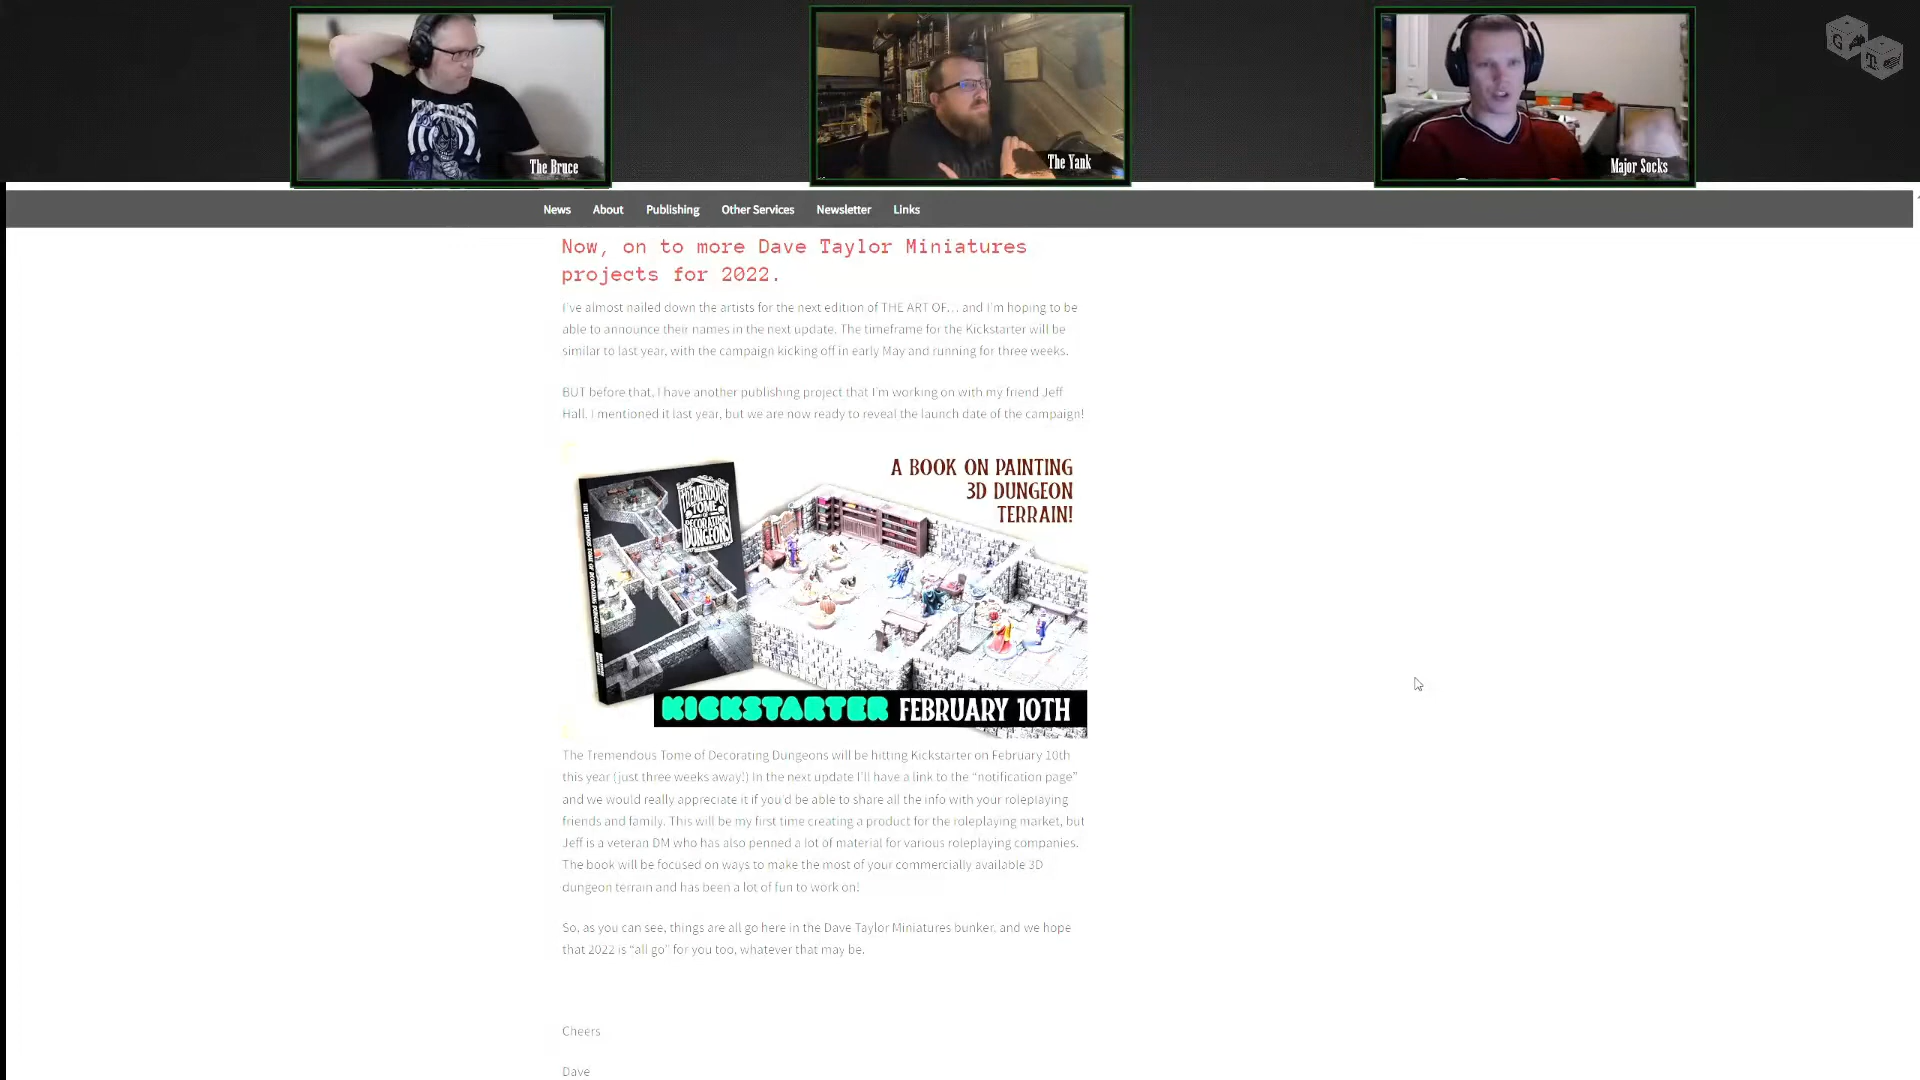 The Bruce
The Yank
Major Socks
G
T
News About Publishing Other Services Newsletter Links
Now, on to more Dave Taylor Miniatures
projects for 2022.
I've almost nailed down the artists for the next edition of THE ART OF… and I'm hoping to be
able to announce their names in the next update. The timeframe for the Kickstarter will be
similar to last year, with the campaign kicking off in early May and running for three weeks.
BUT before that, I have another publishing project that I'm working on with my friend Jeff
Hall. I mentioned it last year, but we are now ready to reveal the launch date of the campaign!
A BOOK ON PAINTING
3D DUNGEON
TERRAIN!
TREMENDOUS
TOME
OF
DECORATING
DUNGEONS
THE TREMENDOUS TOME OF DECORATING DUNGEONS
KICKSTARTER FEBRUARY 10TH
The Tremendous Tome of Decorating Dungeons will be hitting Kickstarter on February 10th
this year (just three weeks away!) In the next update I'll have a link to the “notification page”
and we would really appreciate it if you'd be able to share all the info with your roleplaying
friends and family. This will be my first time creating a product for the roleplaying market, but
Jeff is a veteran DM who has also penned a lot of material for various roleplaying companies.
The book will be focused on ways to make the most of your commercially available 3D
dungeon terrain and has been a lot of fun to work on!
So, as you can see, things are all go here in the Dave Taylor Miniatures bunker, and we hope
that 2022 is “all go” for you too, whatever that may be.
Cheers
Dave